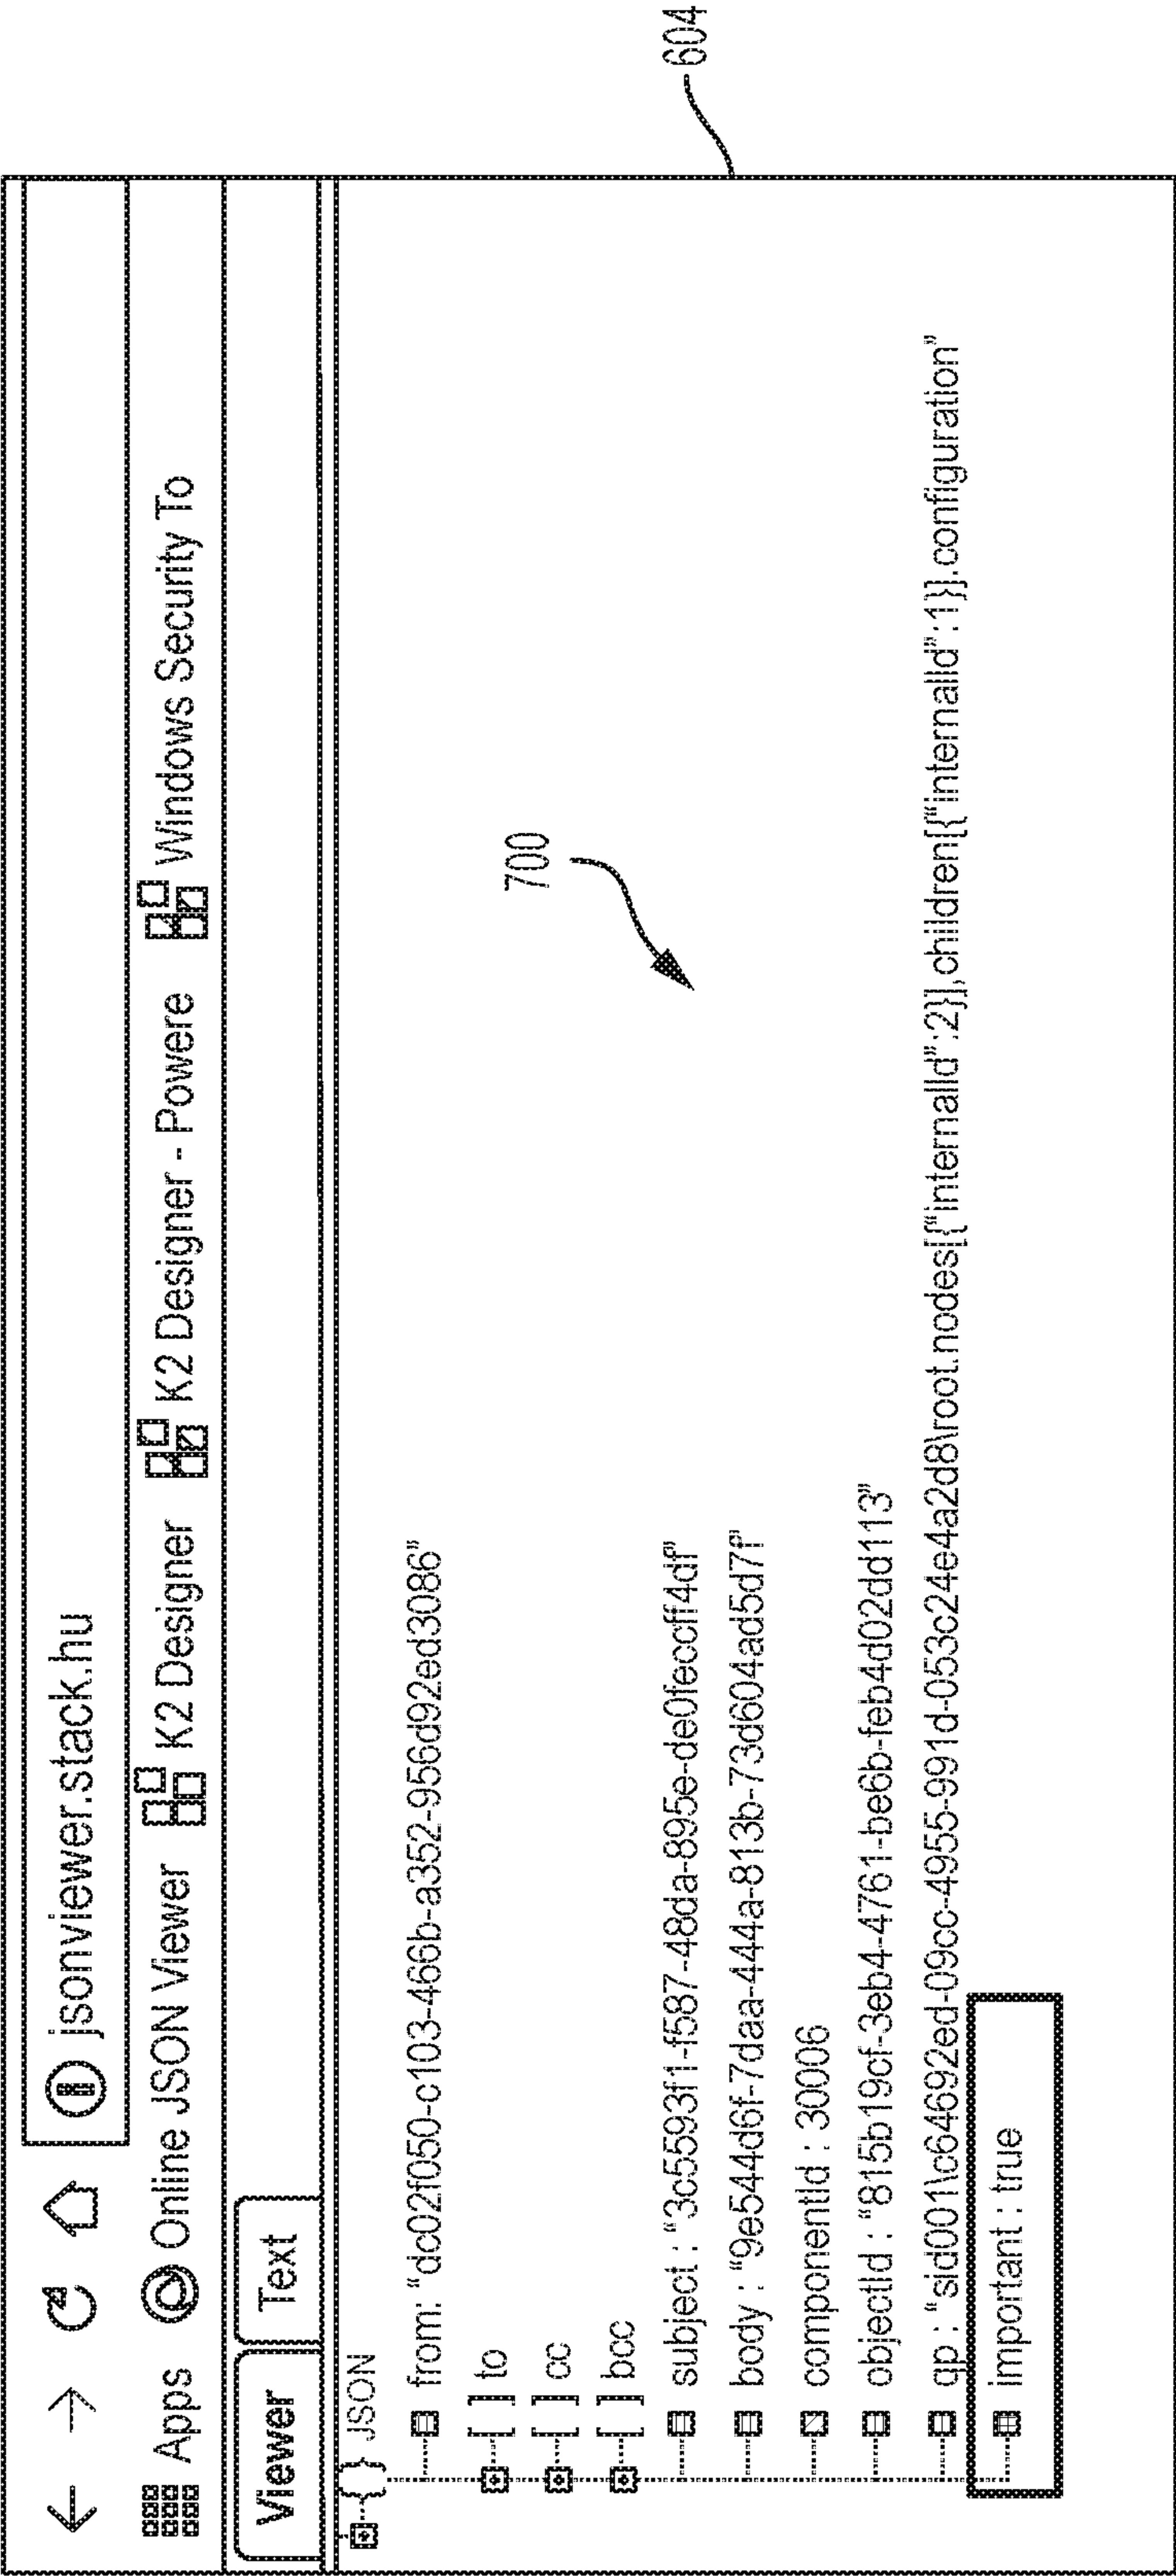 jsonviewer.stack.hu
Apps Online JSON Viewer K2 Designer K2 Designer - Powere Windows Security To
Viewer Text
JSON
from: “dc02f050-c103-466b-a352-956d92ed3086”
[ ] to
[ ] cc
[ ] bcc
subject : “3c5593f1-f587-48da-895e-de0feccff4df”
body : “9e544d6f-7daa-444a-813b-73d604ad5d7f”
componentId : 30006
objectId : “815b19cf-3eb4-4761-be6b-feb4d02dd113”
qp : “sid001\c64692ed-09cc-4955-991d-053c24e4a2d8\root.nodes[{“internalId”:2}],children[{“internalId”:1}].configuration”
important : true
700
604